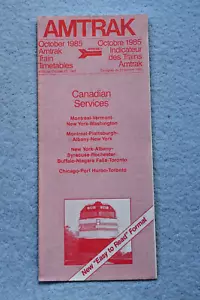 AMTRAK
October 1985
Amtrak
Train
Timetables
Octobre 1985
Indicateur
des Trains
Amtrak
Canadian
Services
Montreal-Vermont-
New York-Washington
Montreal-Plattsburgh-
Albany-New York
New York-Albany-
Syracuse-Rochester-
Buffalo-Niagara Falls-Toronto
Chicago-Port Huron-Toronto
New "Easy to Read" Format